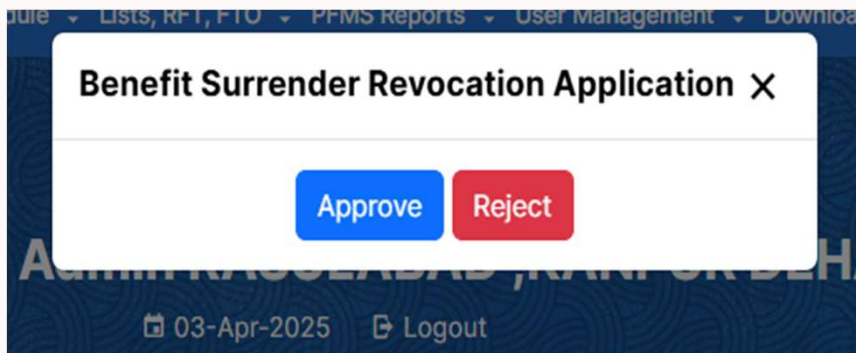 Lists, RFT, FTO PFMS Reports User Management
Benefit Surrender Revocation Application ×
Approve Reject
03-Apr-2025 Logout